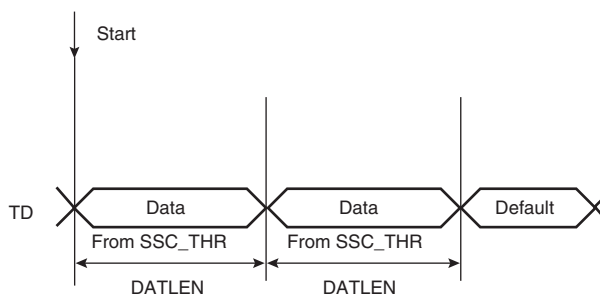 Start
TD
Data
Data
Default
From SSC_THR
From SSC_THR
DATLEN
DATLEN